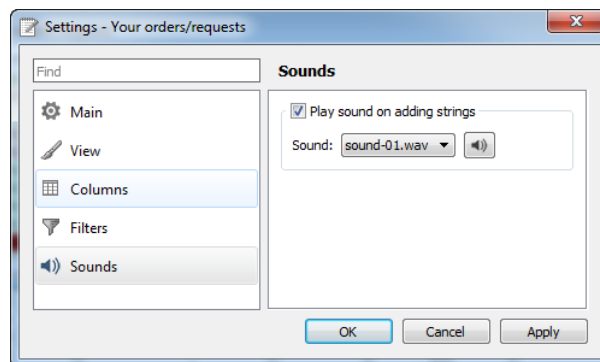 Settings - Your orders/requests
Find
Main
View
Columns
Filters
Sounds
Sounds
Play sound on adding strings
Sound: sound-01.wav
OK Cancel Apply